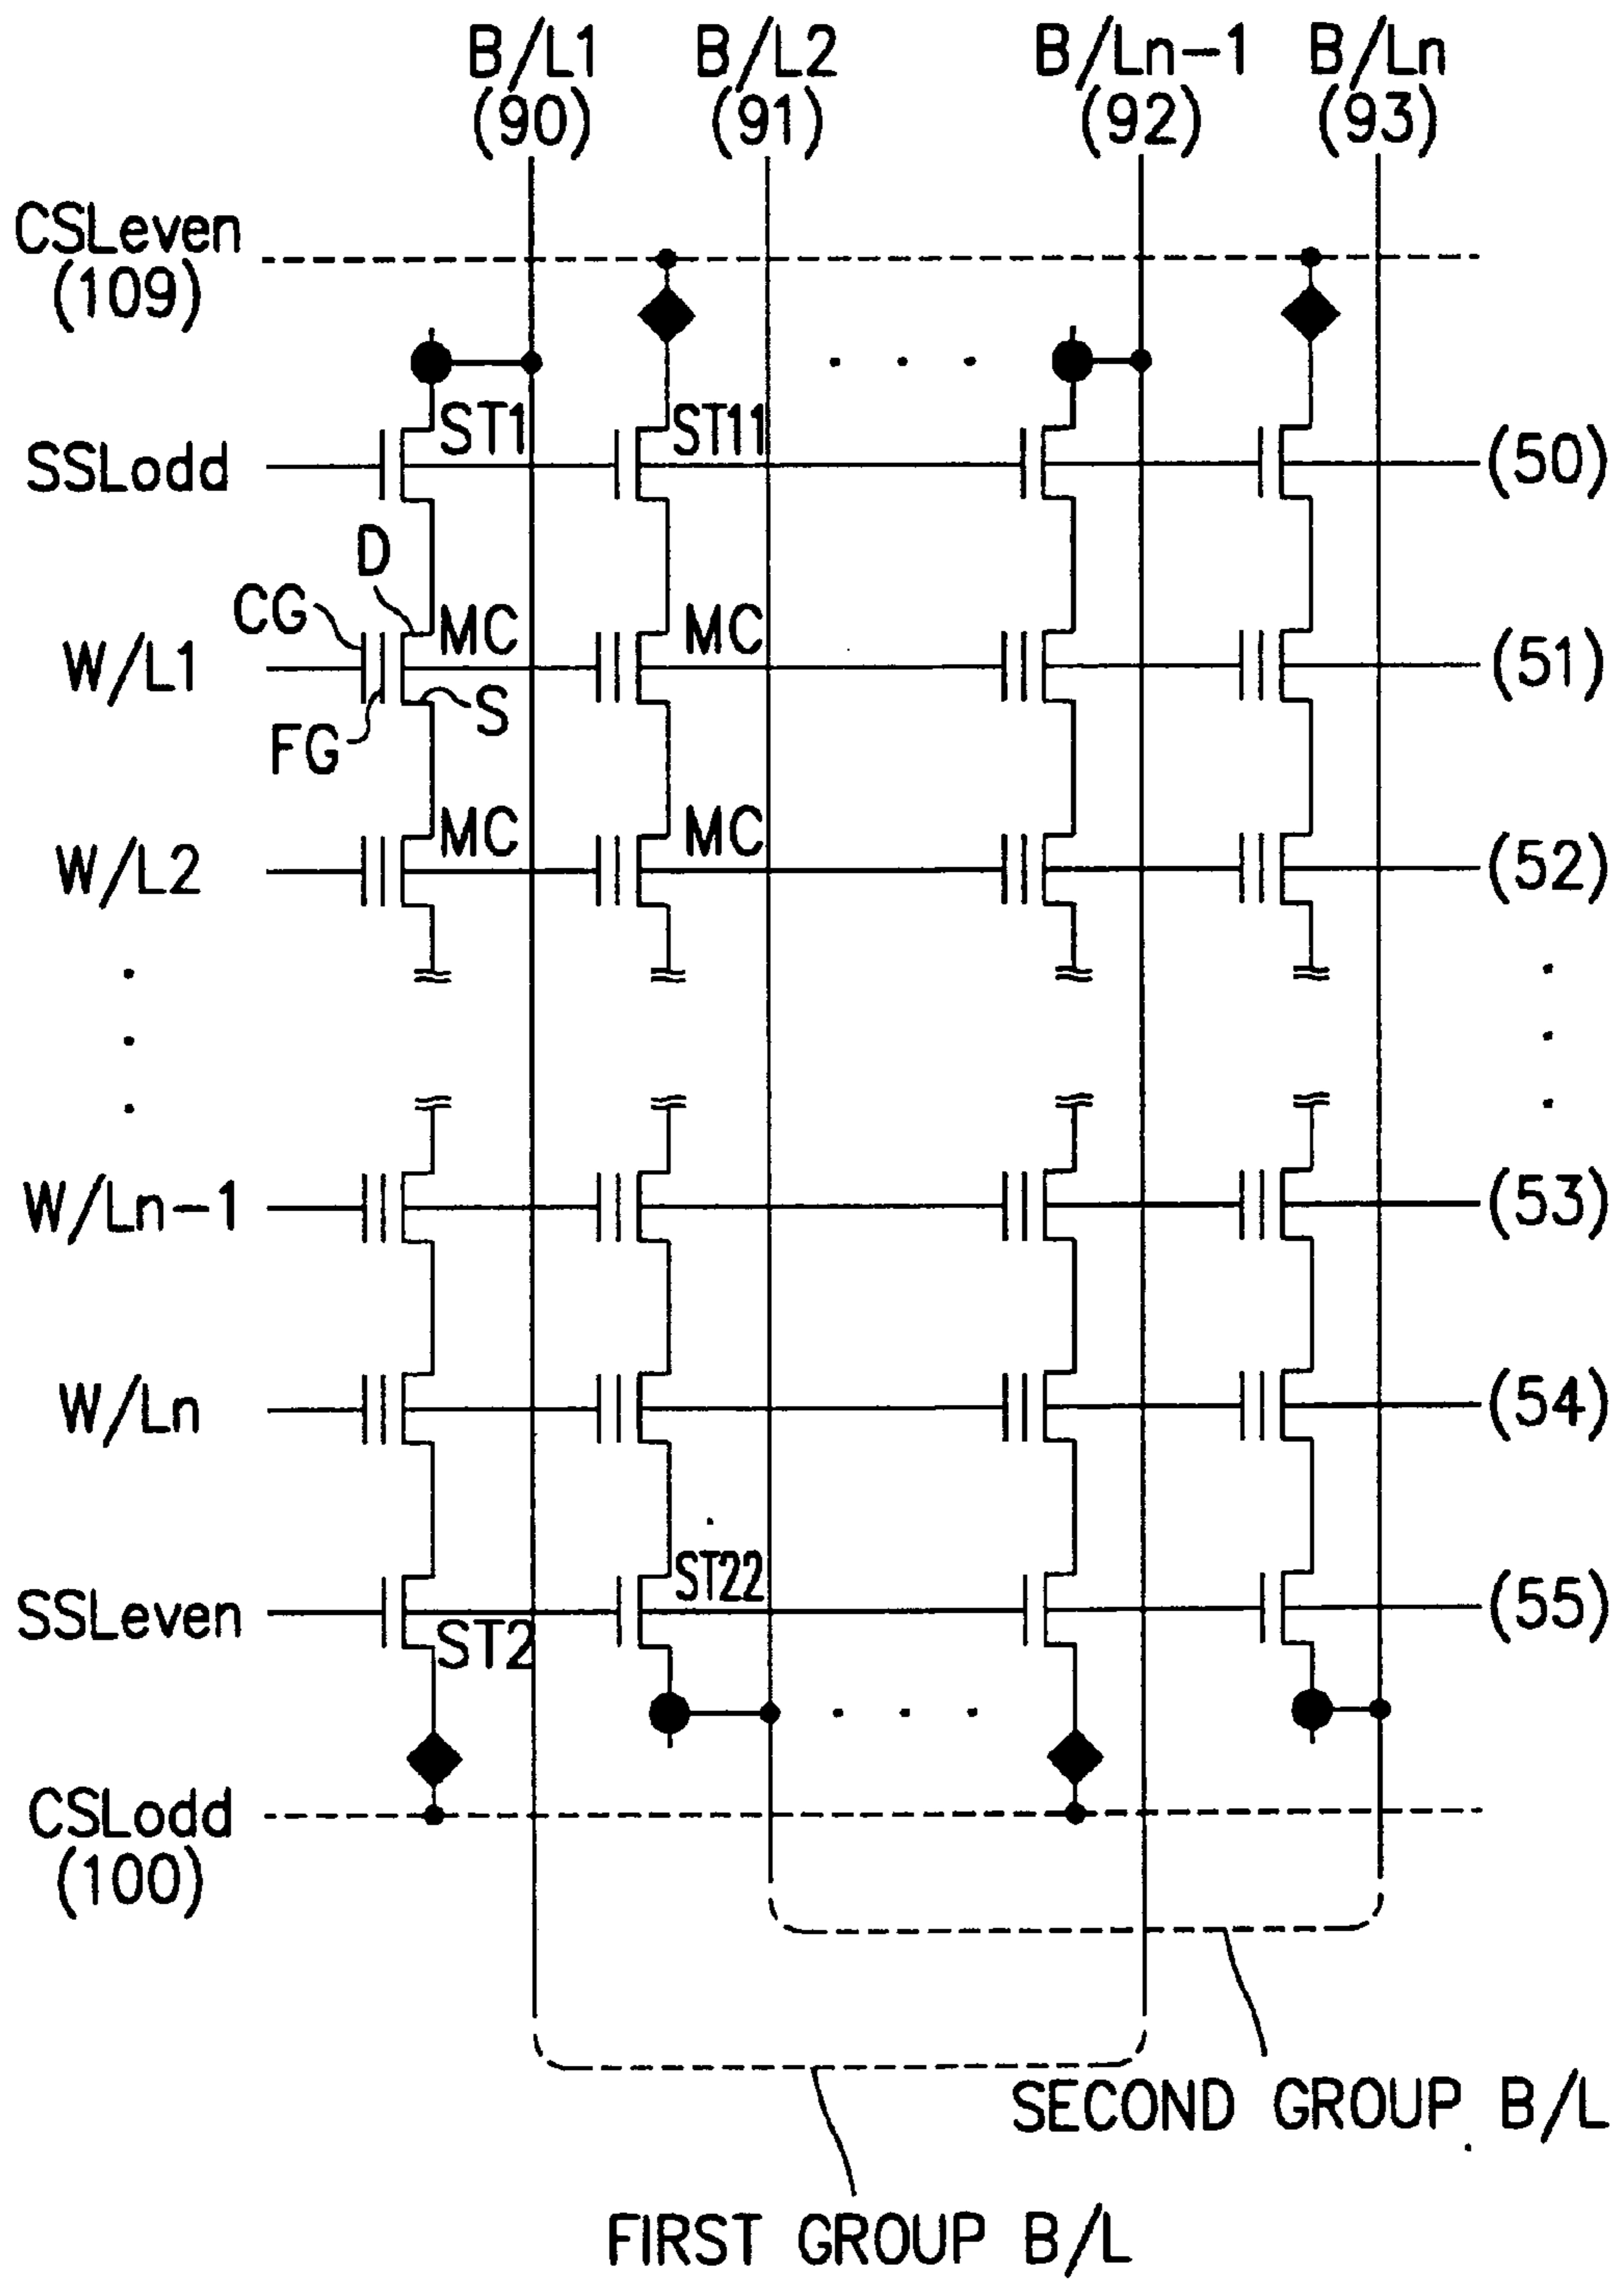 B/L1 B/L2 B/Ln-1 B/Ln
(90) (91) (92) (93)
CSLeven
(109)
ST1 ST11
SSLodd (50)
D
CG MC MC
W/L1 (51)
S
FG
MC MC
W/L2 (52)
W/Ln-1 (53)
W/Ln (54)
ST22
SSLeven (55)
ST2
CSLodd
(100)
SECOND GROUP B/L
FIRST GROUP B/L